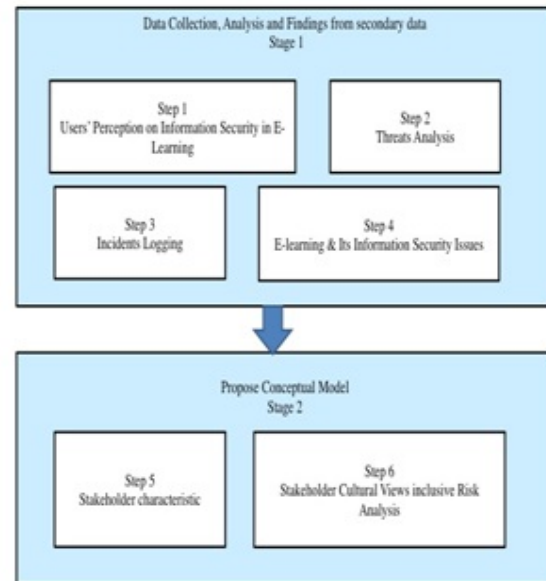 Data Collection, Analysis and Findings from secondary data
Stage 1
Step 1
Users' Perception on Information Security in E-
Learning
Step 2
Threats Analysis
Step 3
Incidents Logging
Step 4
E-learning & Its Information Security Issues
Propose Conceptual Model
Stage 2
Step 5
Stakeholder characteristic
Step 6
Stakeholder Cultural Views inclusive Risk
Analysis